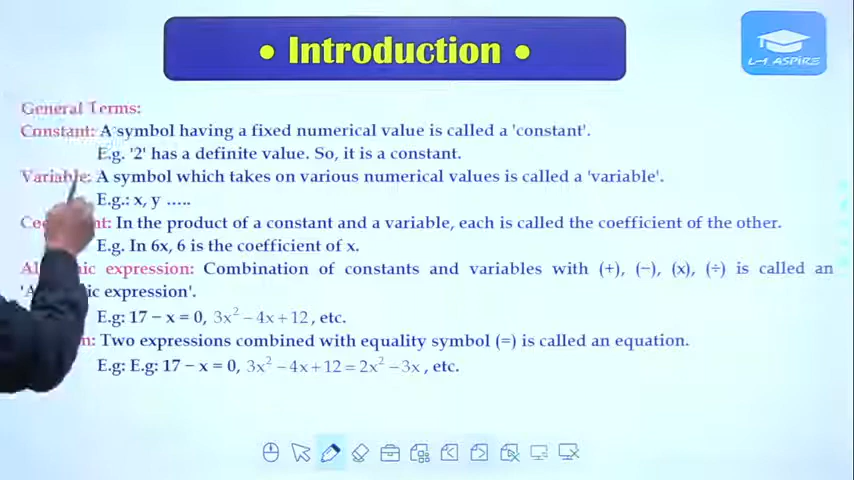 • Introduction •
L-1 ASPIRE
General Terms:
Constant: A symbol having a fixed numerical value is called a 'constant'.
E.g. '2' has a definite value. So, it is a constant.
Variable: A symbol which takes on various numerical values is called a 'variable'.
E.g.: x, y .....
In the product of a constant and a variable, each is called the coefficient of the other.
E.g. In 6x, 6 is the coefficient of x.
expression: Combination of constants and variables with (+), (−), (x), (÷) is called an
expression'.
E.g: 17 − x = 0, 3x² − 4x + 12, etc.
Two expressions combined with equality symbol (=) is called an equation.
E.g: E.g: 17 − x = 0, 3x² − 4x + 12 = 2x² − 3x, etc.